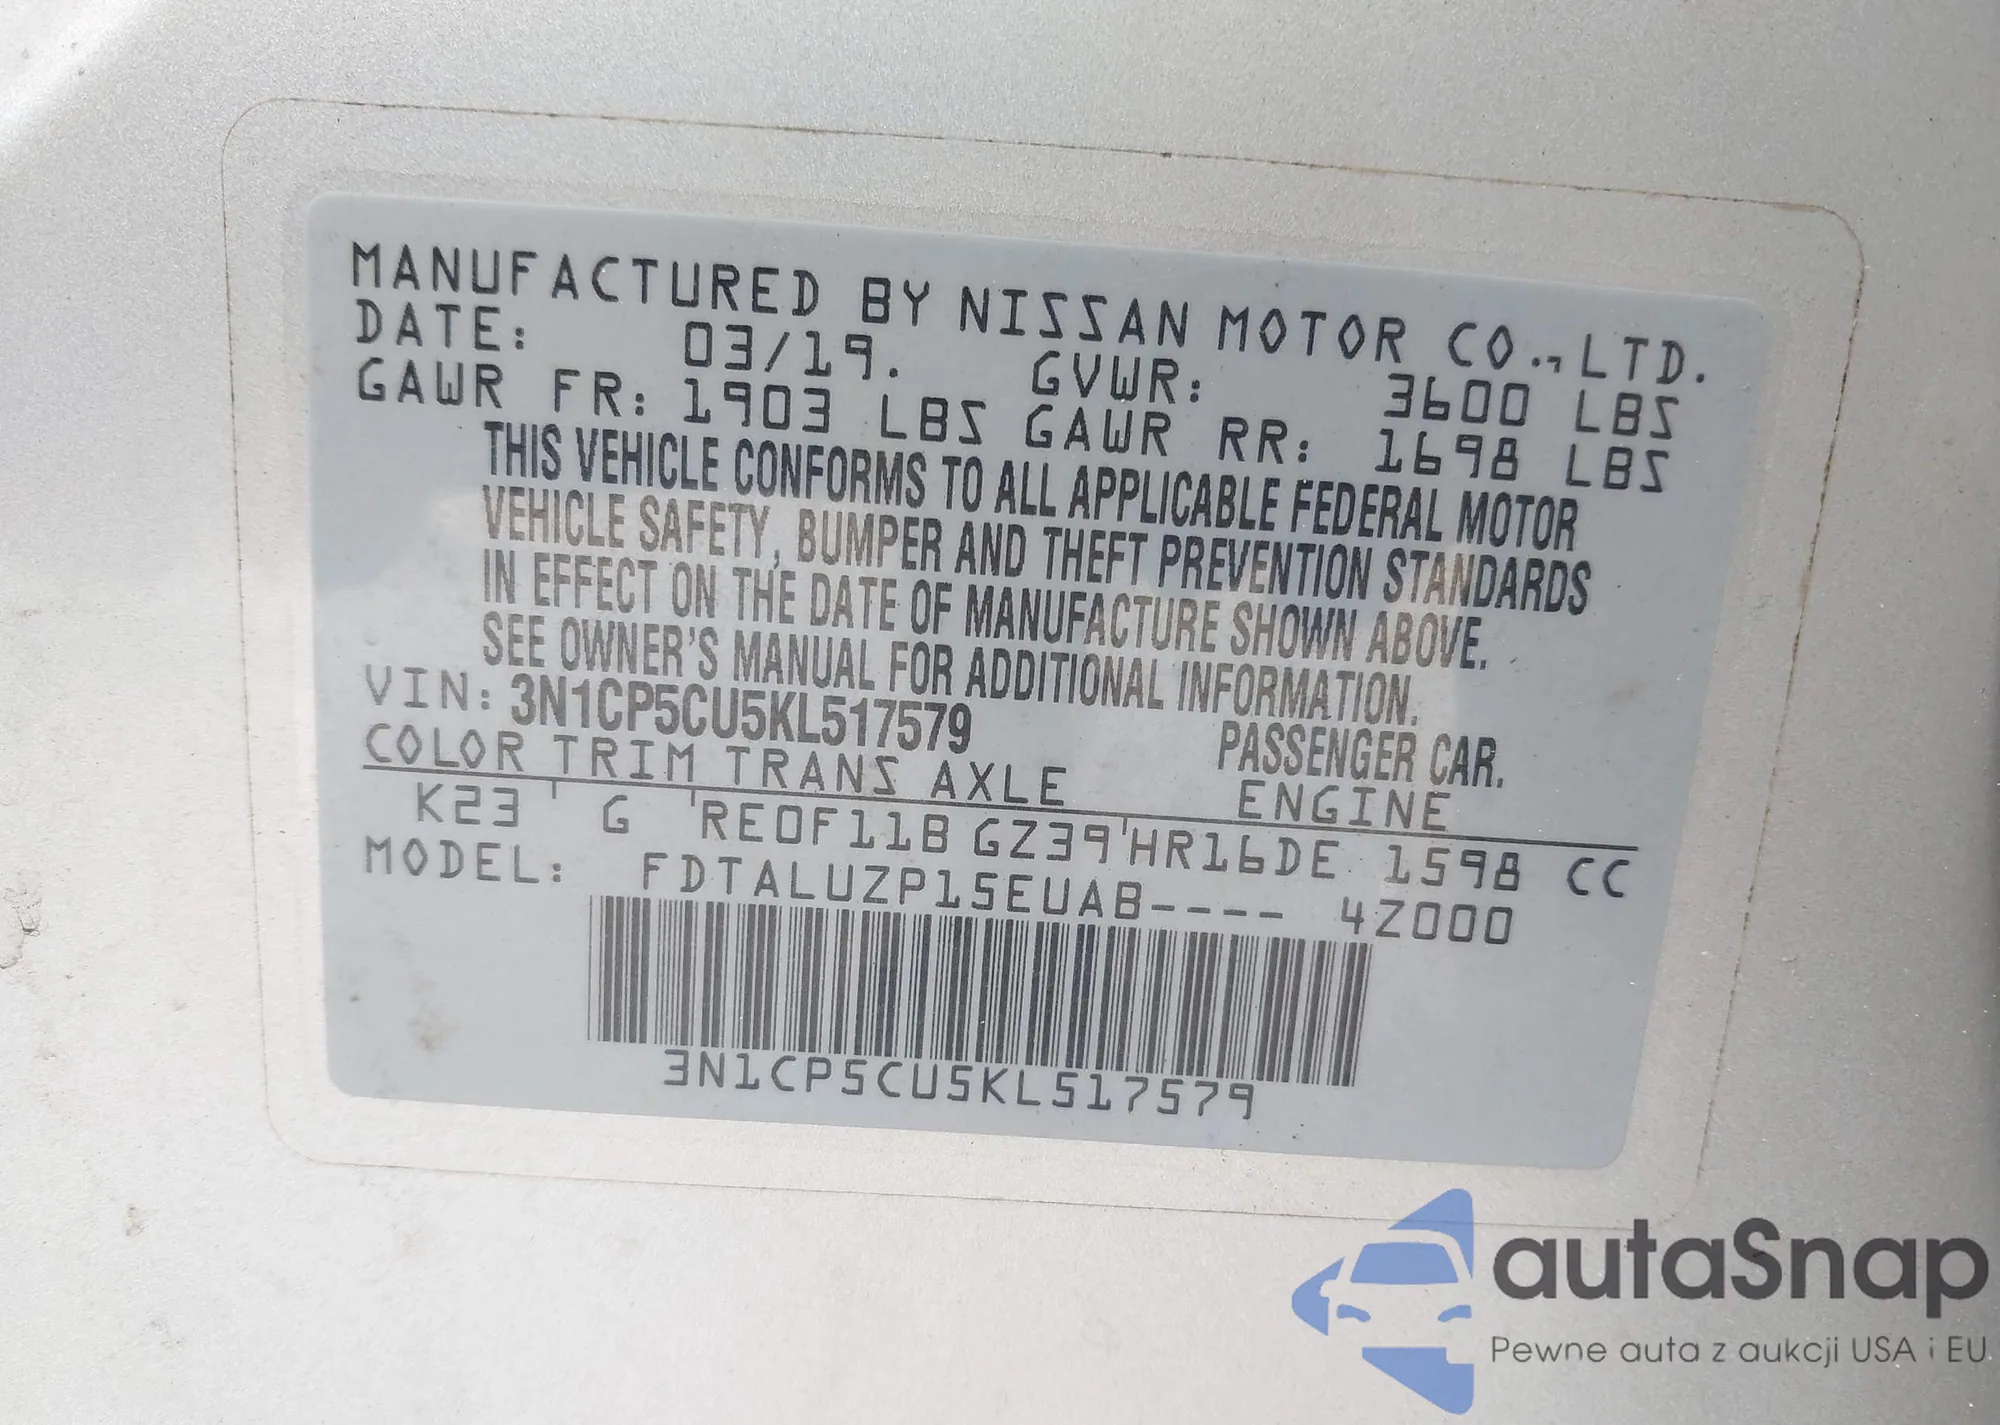 MANUFACTURED BY NISSAN MOTOR CO.,LTD.
DATE: 03/19. GVWR: 3600 LBS
GAWR FR: 1903 LBS GAWR RR: 1698 LBS
THIS VEHICLE CONFORMS TO ALL APPLICABLE FEDERAL MOTOR
VEHICLE SAFETY, BUMPER AND THEFT PREVENTION STANDARDS
IN EFFECT ON THE DATE OF MANUFACTURE SHOWN ABOVE.
SEE OWNER'S MANUAL FOR ADDITIONAL INFORMATION.
VIN: 3N1CP5CU5KL517579 PASSENGER CAR.
COLOR TRIM TRANS AXLE ENGINE
K23 ' G 'RE0F11B GZ39'HR16DE 1598 CC
MODEL: FDTALUZP15EUAB---- 4Z000
3N1CP5CU5KL517579
autaSnap
Pewne auta z aukcji USA i EU